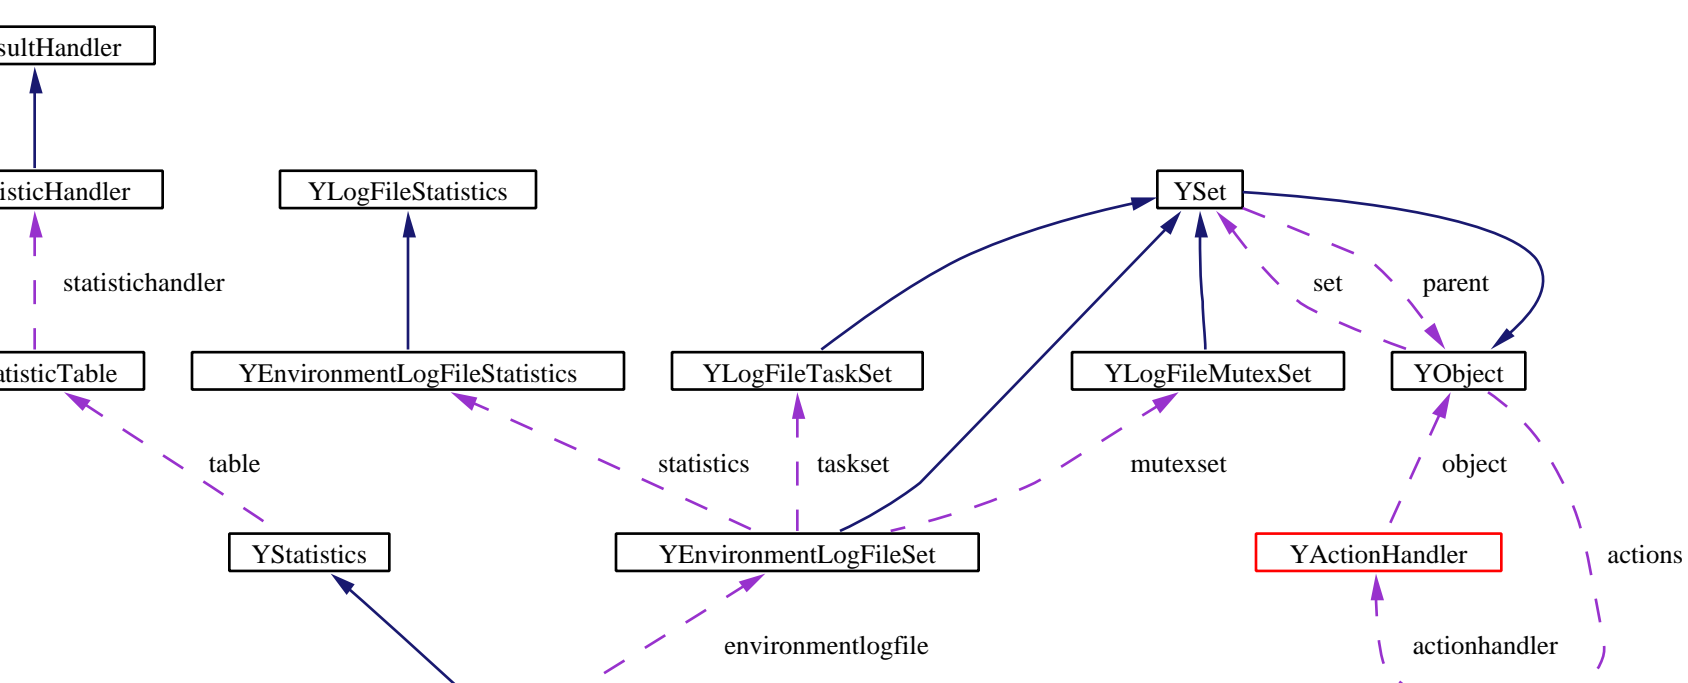 sultHandler
isticHandler
YLogFileStatistics
YSet
statistichandler
set
parent
atisticTable
YEnvironmentLogFileStatistics
YLogFileTaskSet
YLogFileMutexSet
YObject
table
statistics
taskset
mutexset
object
YStatistics
YEnvironmentLogFileSet
YActionHandler
actions
environmentlogfile
actionhandler